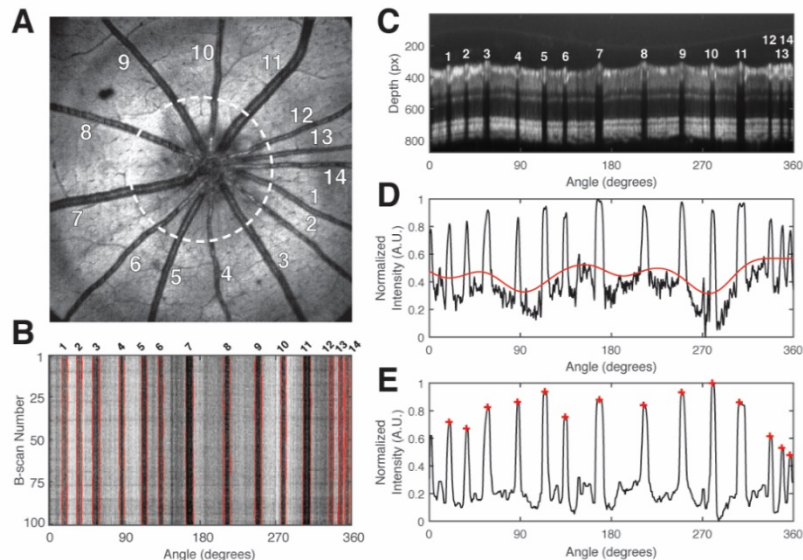 A
10
9
11
12
8
13
14
1
7
2
6
3
5
4
B
1 2 3 4 5 6 7 8 9 10 11 12 13 14
1
25
50
75
100
B-scan Number
0 90 180 270 360
Angle (degrees)
C
12 14
1 2 3 4 5 6 7 8 9 10 11 13
200
400
600
800
Depth (px)
0 90 180 270 360
Angle (degrees)
D
1
0.8
0.6
0.4
0.2
0
Normalized
Intensity (A.U.)
0 90 180 270 360
Angle (degrees)
E
1
0.8
0.6
0.4
0.2
0
Normalized
Intensity (A.U.)
0 90 180 270 360
Angle (degrees)